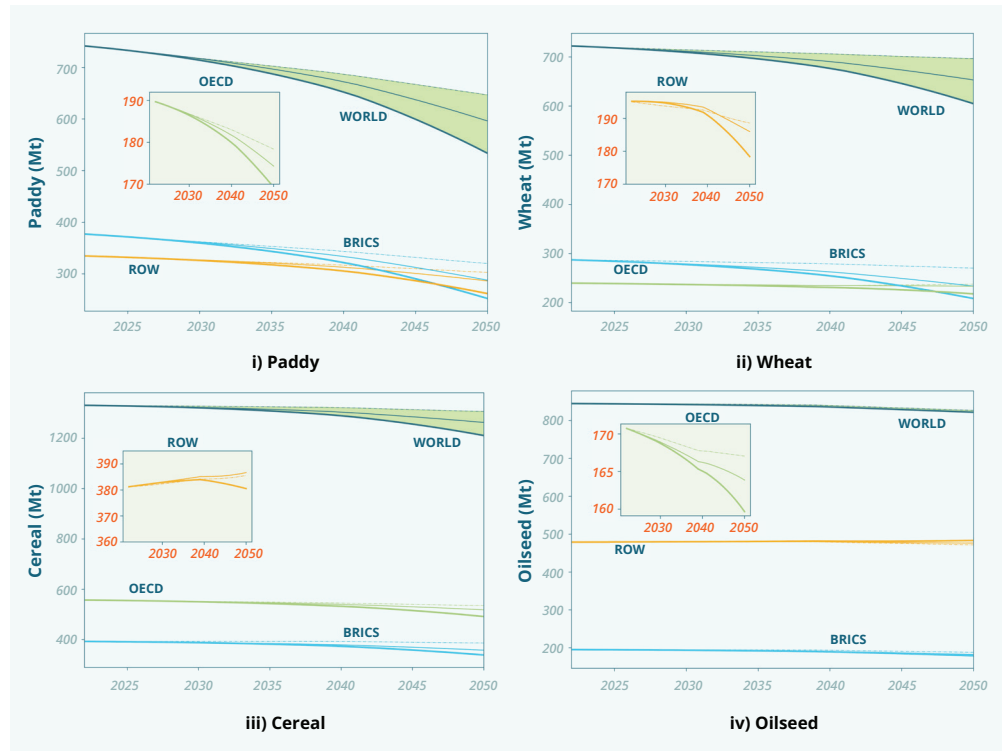 Paddy (Mt)
700
600
500
400
300
OECD
190
180
170
2030 2040 2050
WORLD
BRICS
ROW
2025 2030 2035 2040 2045 2050
i) Paddy
Wheat (Mt)
700
600
500
400
300
200
ROW
190
180
170
2030 2040 2050
WORLD
BRICS
OECD
2025 2030 2035 2040 2045 2050
ii) Wheat
Cereal (Mt)
1200
1000
800
600
400
ROW
390
380
370
360
2030 2040 2050
WORLD
OECD
BRICS
2025 2030 2035 2040 2045 2050
iii) Cereal
Oilseed (Mt)
800
700
600
500
400
300
200
OECD
170
165
160
2030 2040 2050
WORLD
ROW
BRICS
2025 2030 2035 2040 2045 2050
iv) Oilseed